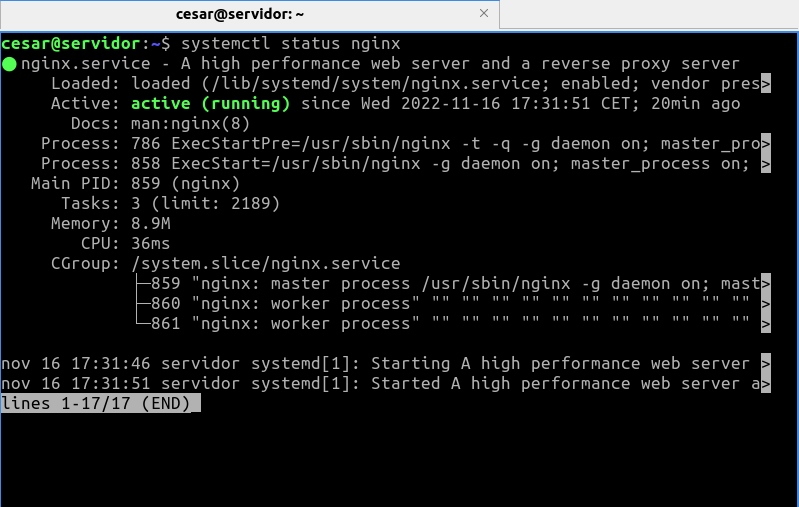 cesar@servidor: ~
cesar@servidor:~$ systemctl status nginx
● nginx.service - A high performance web server and a reverse proxy server
Loaded: loaded (/lib/systemd/system/nginx.service; enabled; vendor pres>
Active: active (running) since Wed 2022-11-16 17:31:51 CET; 20min ago
Docs: man:nginx(8)
Process: 786 ExecStartPre=/usr/sbin/nginx -t -q -g daemon on; master_pro>
Process: 858 ExecStart=/usr/sbin/nginx -g daemon on; master_process on; >
Main PID: 859 (nginx)
Tasks: 3 (limit: 2189)
Memory: 8.9M
CPU: 36ms
CGroup: /system.slice/nginx.service
├─859 "nginx: master process /usr/sbin/nginx -g daemon on; mast>
├─860 "nginx: worker process" "" "" "" "" "" "" "" "" "" "" "" >
└─861 "nginx: worker process" "" "" "" "" "" "" "" "" "" "" "" >
nov 16 17:31:46 servidor systemd[1]: Starting A high performance web server >
nov 16 17:31:51 servidor systemd[1]: Started A high performance web server a>
lines 1-17/17 (END)